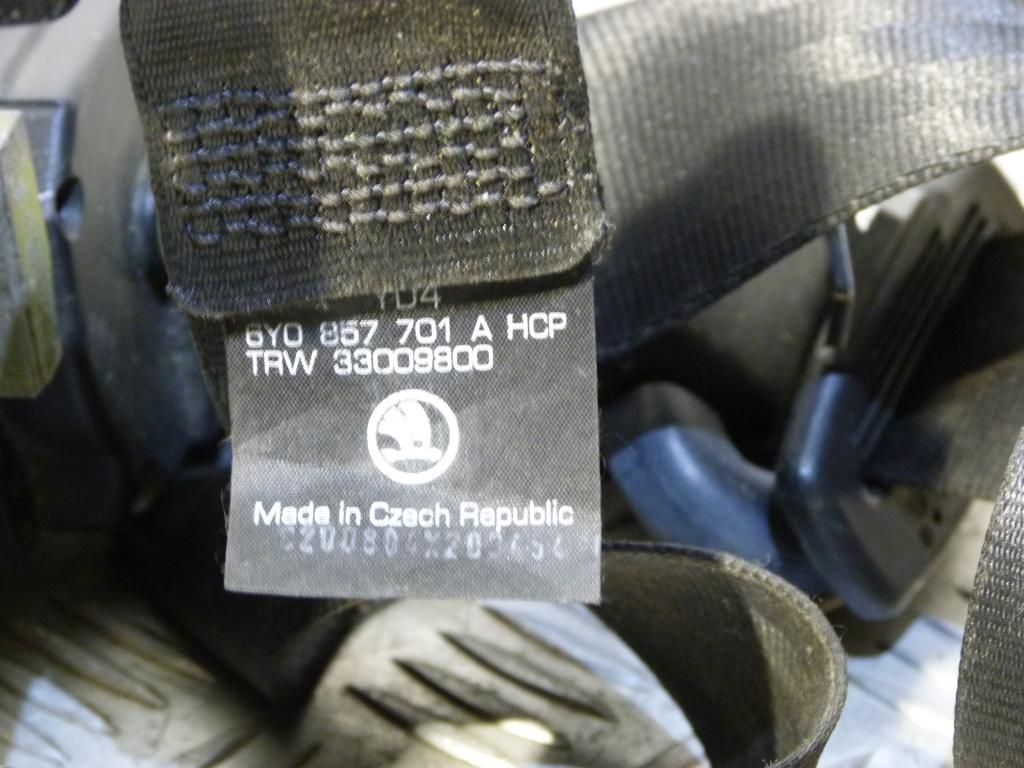 YD4
6Y0 857 701 A HCP
TRW 33009800
Made in Czech Republic